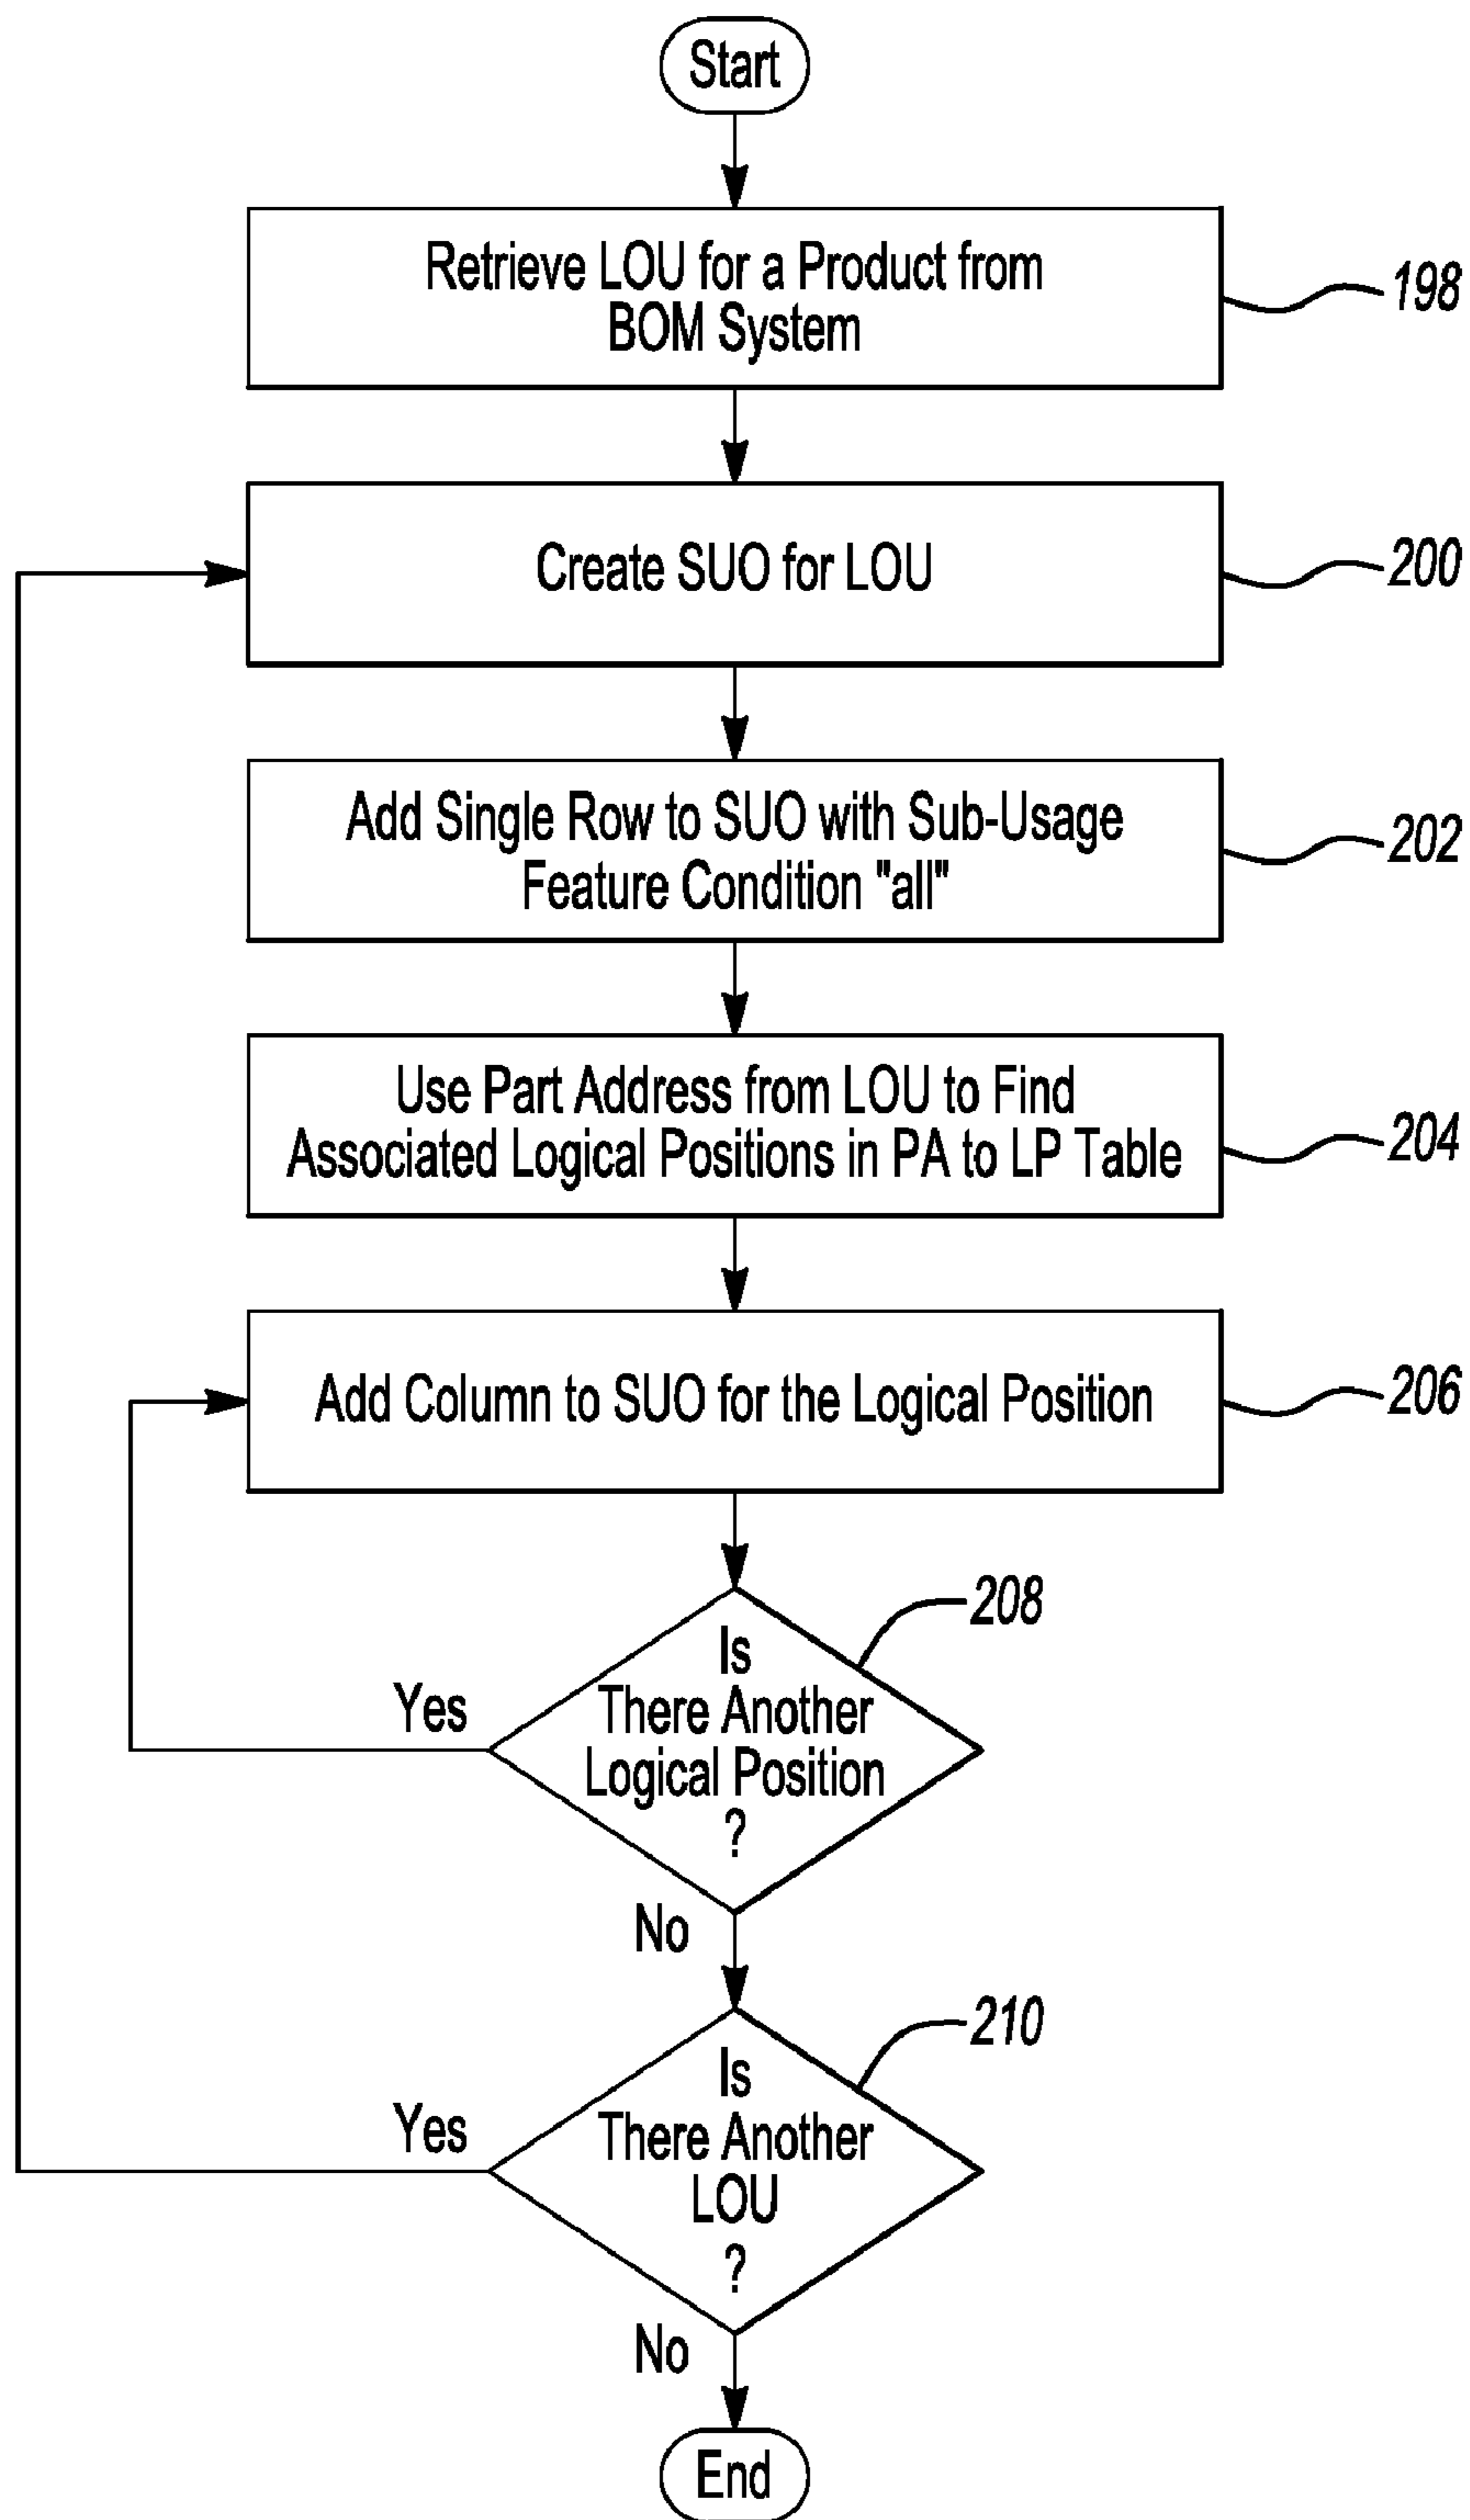 Start
Retrieve LOU for a Product from
BOM System
198
Create SUO for LOU
200
Add Single Row to SUO with Sub-Usage
Feature Condition "all"
202
Use Part Address from LOU to Find
Associated Logical Positions in PA to LP Table
204
Add Column to SUO for the Logical Position
206
208
Is
There Another
Logical Position
?
Yes
No
210
Is
There Another
LOU
?
Yes
No
End